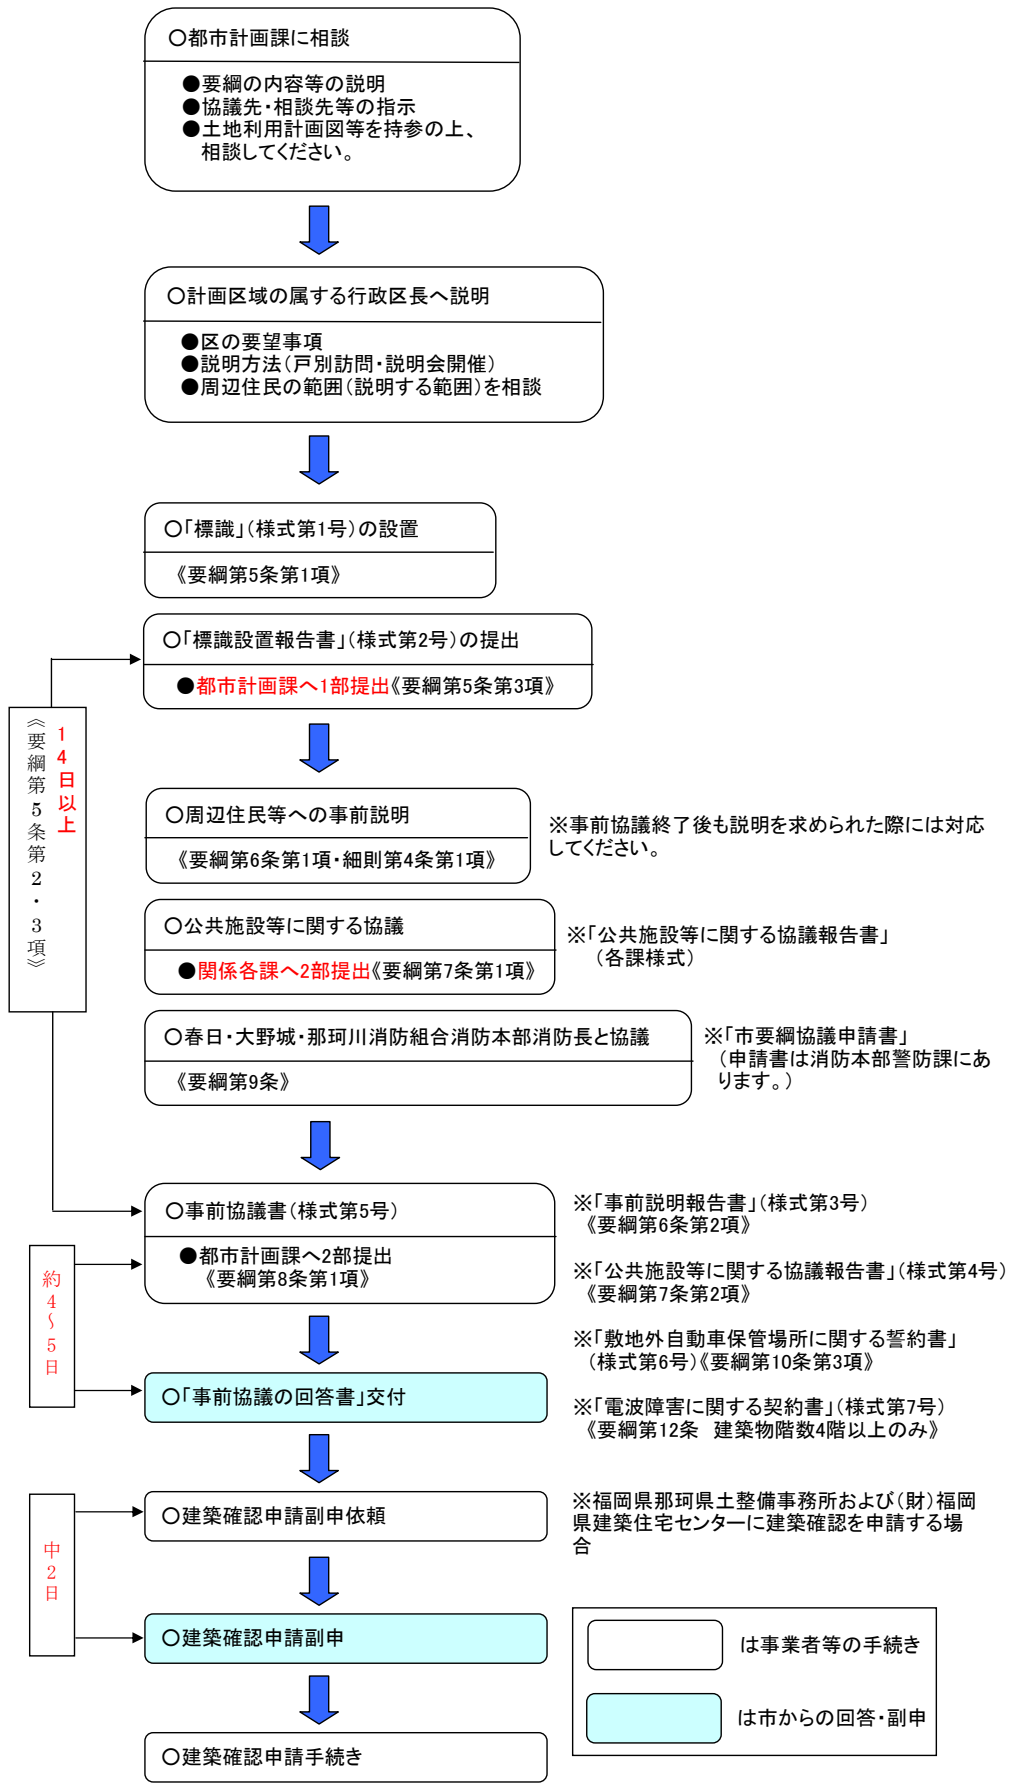 ○都市計画課に相談
●要綱の内容等の説明
●協議先・相談先等の指示
●土地利用計画図等を持参の上、
相談してください。
○計画区域の属する行政区長へ説明
●区の要望事項
●説明方法(戸別訪問・説明会開催)
●周辺住民の範囲(説明する範囲)を相談
○「標識」(様式第1号)の設置
《要綱第5条第1項》
○「標識設置報告書」(様式第2号)の提出
●都市計画課へ1部提出《要綱第5条第3項》
14日以上
《要綱第5条第2・3項》
○周辺住民等への事前説明
《要綱第6条第1項・細則第4条第1項》
※事前協議終了後も説明を求められた際には対応
してください。
○公共施設等に関する協議
●関係各課へ2部提出《要綱第7条第1項》
※「公共施設等に関する協議報告書」
(各課様式)
○春日・大野城・那珂川消防組合消防本部消防長と協議
《要綱第9条》
※「市要綱協議申請書」
(申請書は消防本部警防課にあ
ります。)
○事前協議書(様式第5号)
●都市計画課へ2部提出
《要綱第8条第1項》
※「事前説明報告書」(様式第3号)
《要綱第6条第2項》
※「公共施設等に関する協議報告書」(様式第4号)
《要綱第7条第2項》
※「敷地外自動車保管場所に関する誓約書」
(様式第6号)《要綱第10条第3項》
※「電波障害に関する契約書」(様式第7号)
《要綱第12条　建築物階数4階以上のみ》
約4~5日
○「事前協議の回答書」交付
○建築確認申請副申依頼
※福岡県那珂県土整備事務所および(財)福岡
県建築住宅センターに建築確認を申請する場
合
中2日
○建築確認申請副申
○建築確認申請手続き
は事業者等の手続き
は市からの回答・副申